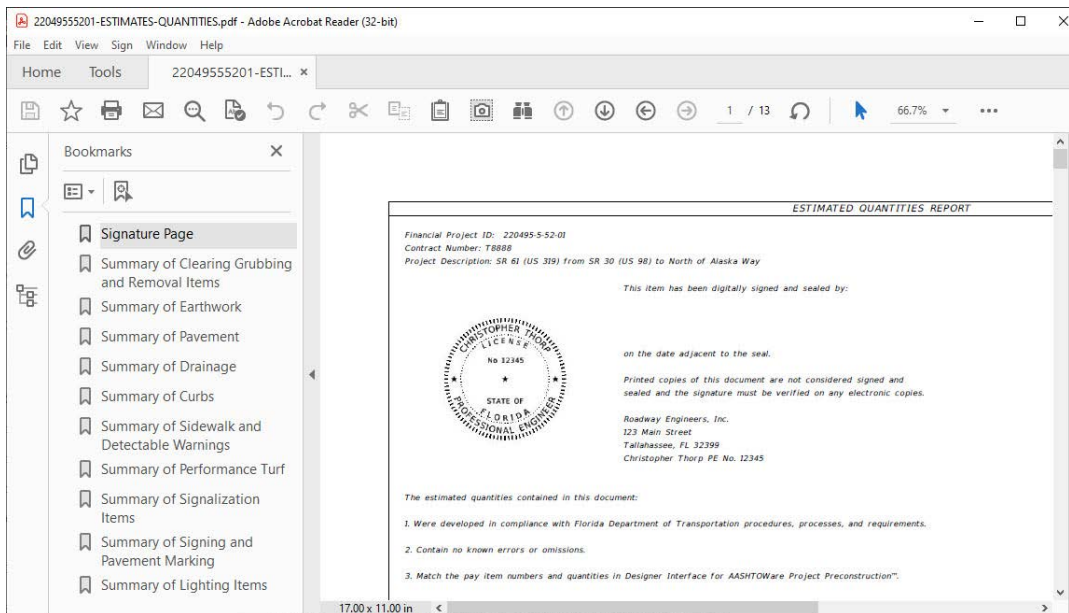 22049555201-ESTIMATES-QUANTITIES.pdf - Adobe Acrobat Reader (32-bit)
File Edit View Sign Window Help
Home Tools 22049555201-ESTI... ×
1 / 13 66.7%
Bookmarks
Signature Page
Summary of Clearing Grubbing
and Removal Items
Summary of Earthwork
Summary of Pavement
Summary of Drainage
Summary of Curbs
Summary of Sidewalk and
Detectable Warnings
Summary of Performance Turf
Summary of Signalization
Items
Summary of Signing and
Pavement Marking
Summary of Lighting Items
ESTIMATED QUANTITIES REPORT
Financial Project ID: 220495-5-52-01
Contract Number: T8888
Project Description: SR 61 (US 319) from SR 30 (US 98) to North of Alaska Way
This item has been digitally signed and sealed by:
CHRISTOPHER THORP
LICENSE
No 12345
STATE OF
FLORIDA
PROFESSIONAL ENGINEER
on the date adjacent to the seal.
Printed copies of this document are not considered signed and
sealed and the signature must be verified on any electronic copies.
Roadway Engineers, Inc.
123 Main Street
Tallahassee, FL 32399
Christopher Thorp PE No. 12345
The estimated quantities contained in this document:
1. Were developed in compliance with Florida Department of Transportation procedures, processes, and requirements.
2. Contain no known errors or omissions.
3. Match the pay item numbers and quantities in Designer Interface for AASHTOWare Project Preconstruction™.
17.00 x 11.00 in